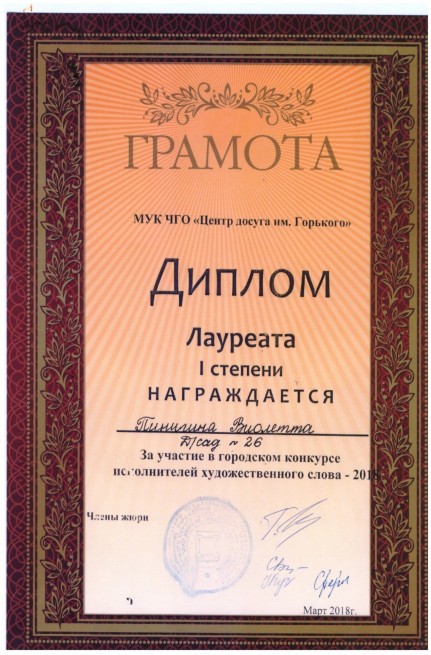 ГРАМОТА
МУК ЧГО «Центр досуга им. Горького»
Диплом
Лауреата
I степени
НАГРАЖДАЕТСЯ
Пинигина Виолетта
Д/сад № 26
За участие в городском конкурсе
исполнителей художественного слова - 2018
Члены жюри
Март 2018г.